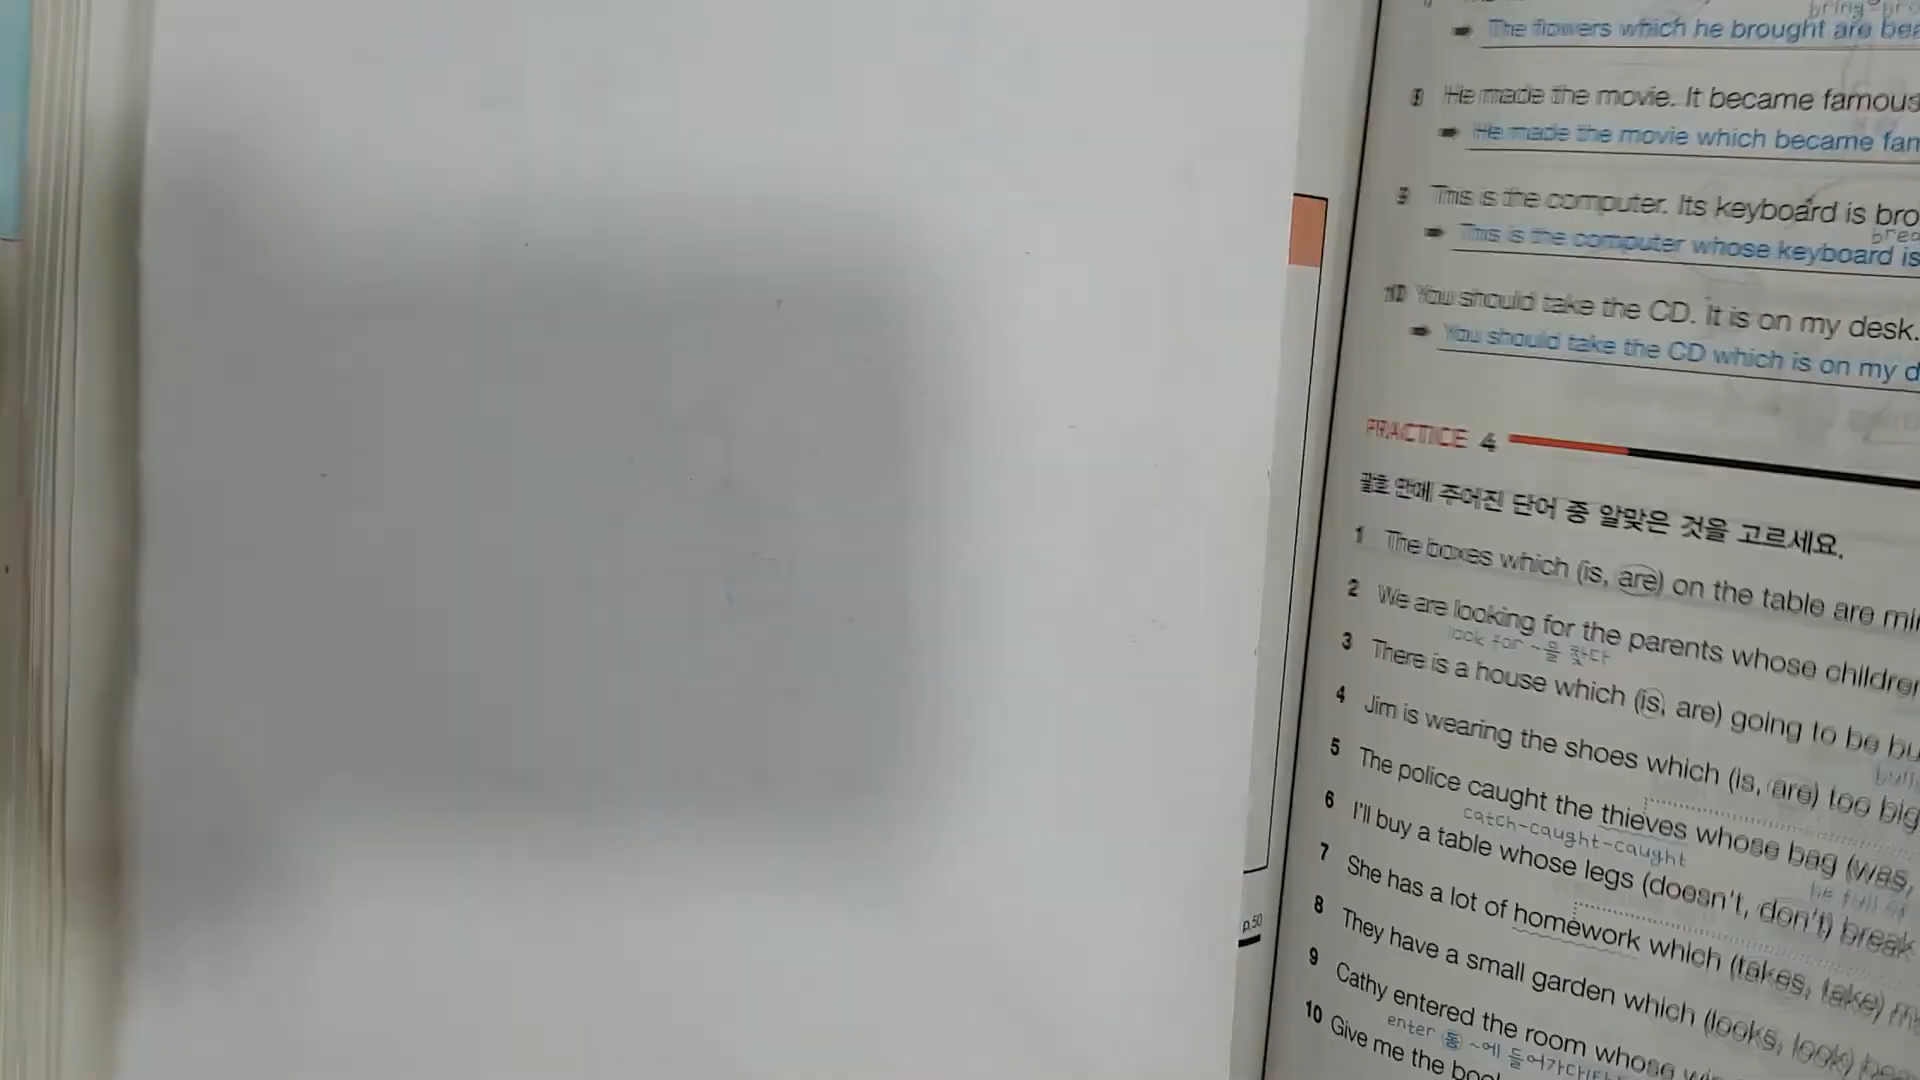 bring-bro
The flowers which he brought are bea
8 He made the movie. It became famous
He made the movie which became fam
9 This is the computer. Its keyboard is bro
brea
This is the computer whose keyboard is
10 You should take the CD. It is on my desk.
You should take the CD which is on my d
PRACTICE 4
괄호 안에 주어진 단어 중 알맞은 것을 고르세요.
1 The boxes which (is, are) on the table are min
2 We are looking for the parents whose children
look for ~을 찾다
3 There is a house which (is, are) going to be bu
4 Jim is wearing the shoes which (is, are) too big
5 The police caught the thieves whose bag (was,
catch-caught-caught
be full of
6 I'll buy a table whose legs (doesn't, don't) break
7 She has a lot of homework which (takes, take) m
8 They have a small garden which (looks, look) bea
9 Cathy entered the room whose wi
enter 동 ~에 들어가다
10 Give me the boo
p.50